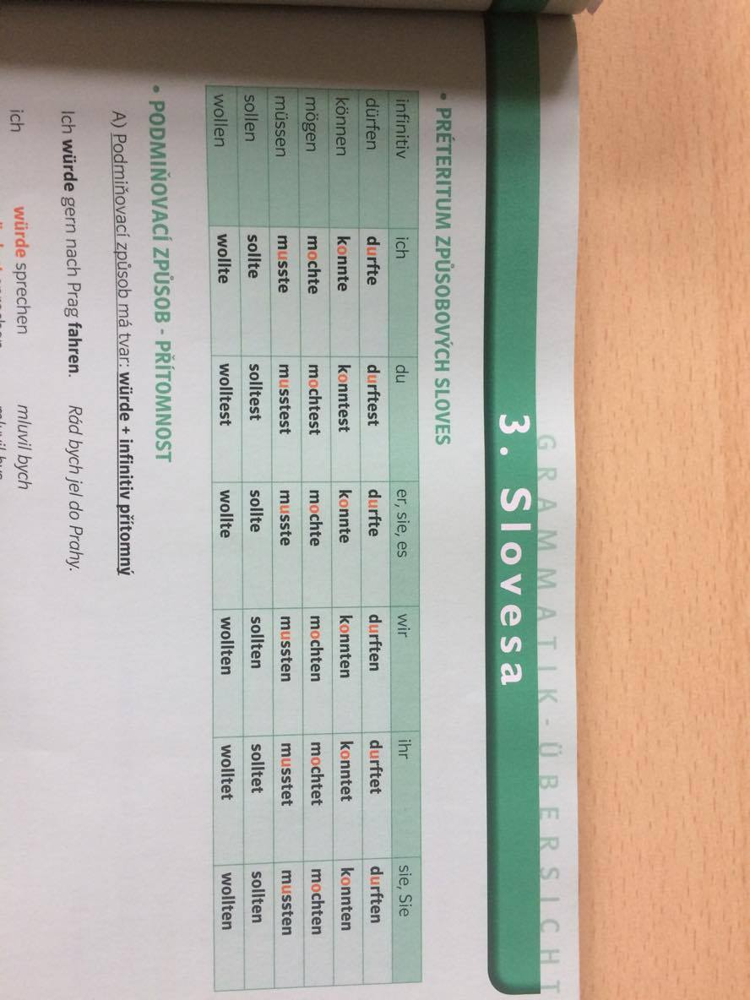 GRAMMATIK - ÜBERSICHT
3. Slovesa
• PRÉTERITUM ZPŮSOBOVÝCH SLOVES
infinitiv ich du er, sie, es wir ihr sie, Sie
dürfen durfte durftest durfte durften durftet durften
können konnte konntest konnte konnten konntet konnten
mögen mochte mochtest mochte mochten mochtet mochten
müssen musste musstest musste mussten musstet mussten
sollen sollte solltest sollte sollten solltet sollten
wollen wollte wolltest wollte wollten wolltet wollten
• PODMIŇOVACÍ ZPŮSOB - PŘÍTOMNOST
A) Podmiňovací způsob má tvar: würde + infinitiv přítomný
Ich würde gern nach Prag fahren. Rád bych jel do Prahy.
ich würde sprechen mluvil bych